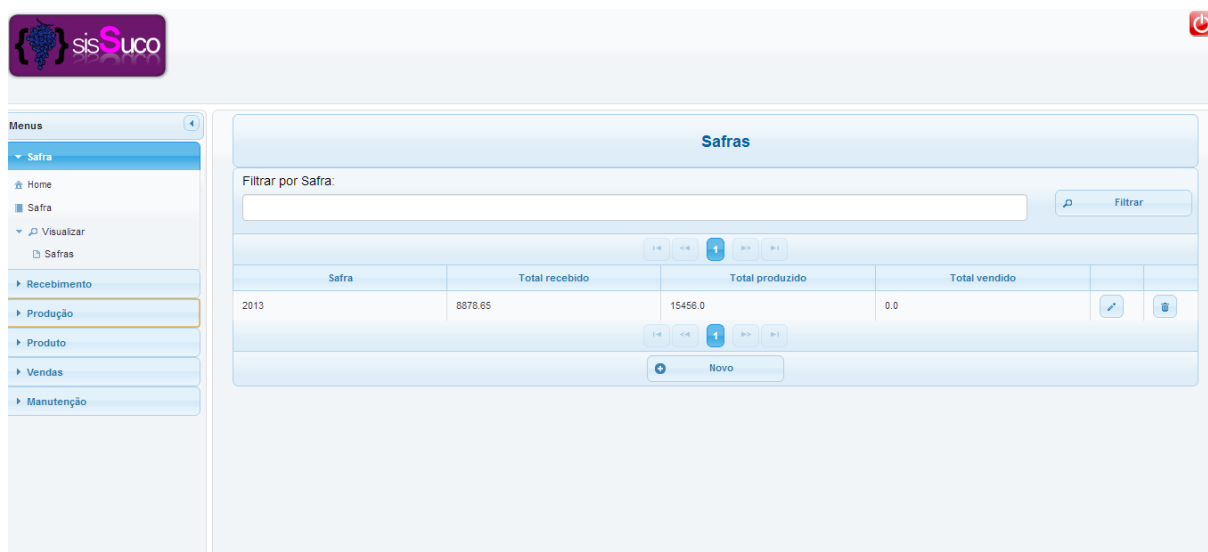 { } sisSuco
Menus
Safra
Home
Safra
Visualizar
Safras
Recebimento
Produção
Produto
Vendas
Manutenção
Safras
Filtrar por Safra:
Filtrar
1
Safra Total recebido Total produzido Total vendido
2013 8878.65 15456.0 0.0
1
Novo